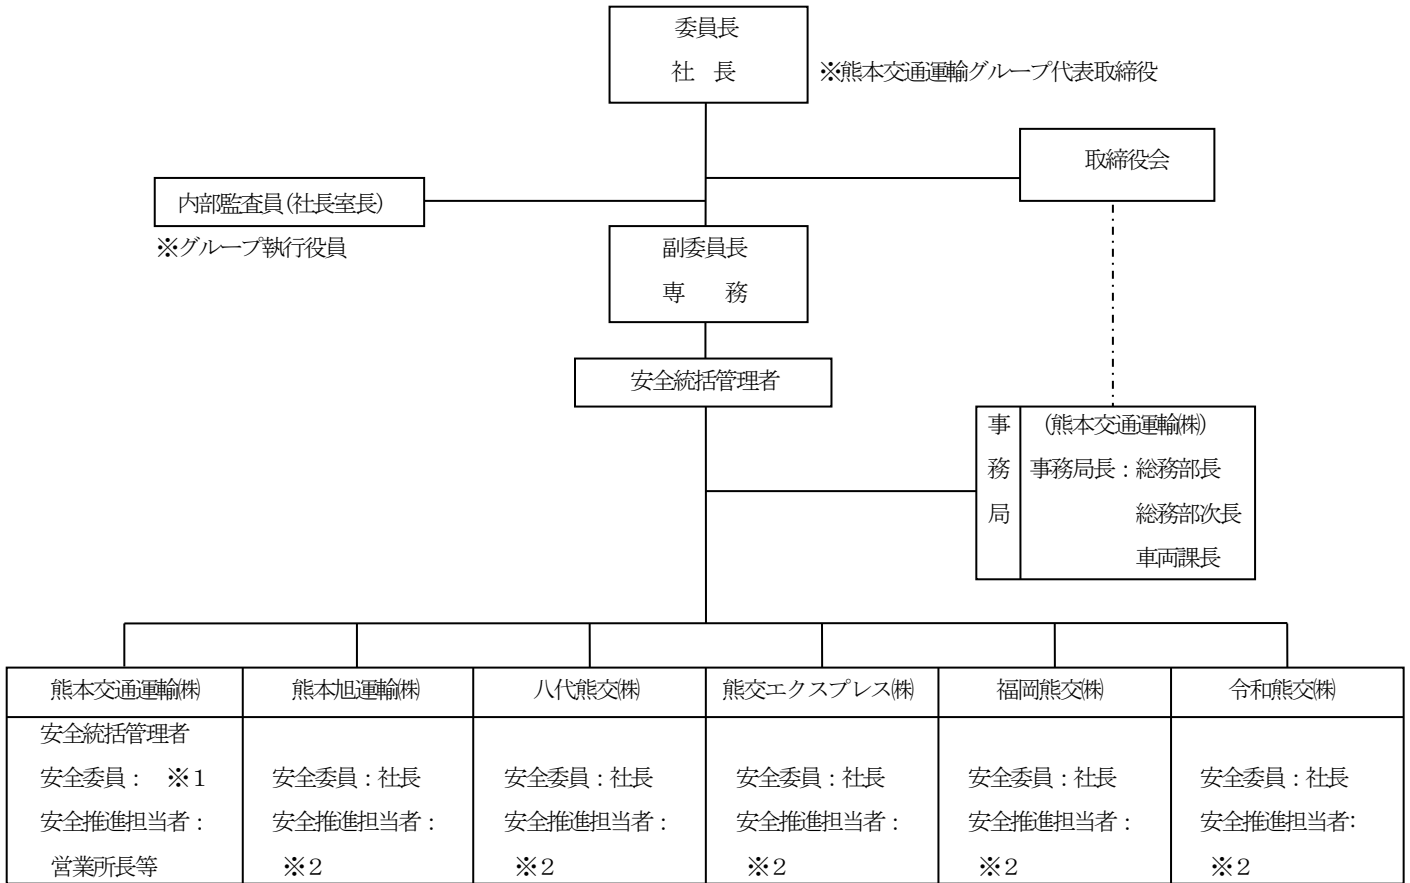 委員長
社　長
※熊本交通運輸グループ代表取締役
取締役会
内部監査員(社長室長)
※グループ執行役員
副委員長
専　　務
安全統括管理者
事務局
(熊本交通運輸㈱)
事務局長：総務部長
総務部次長
車両課長
熊本交通運輸㈱
安全統括管理者
安全委員：　※1
安全推進担当者：
営業所長等
熊本旭運輸㈱
安全委員：社長
安全推進担当者：
※2
八代熊交㈱
安全委員：社長
安全推進担当者：
※2
熊交エクスプレス㈱
安全委員：社長
安全推進担当者：
※2
福岡熊交㈱
安全委員：社長
安全推進担当者：
※2
令和熊交㈱
安全委員：社長
安全推進担当者:
※2